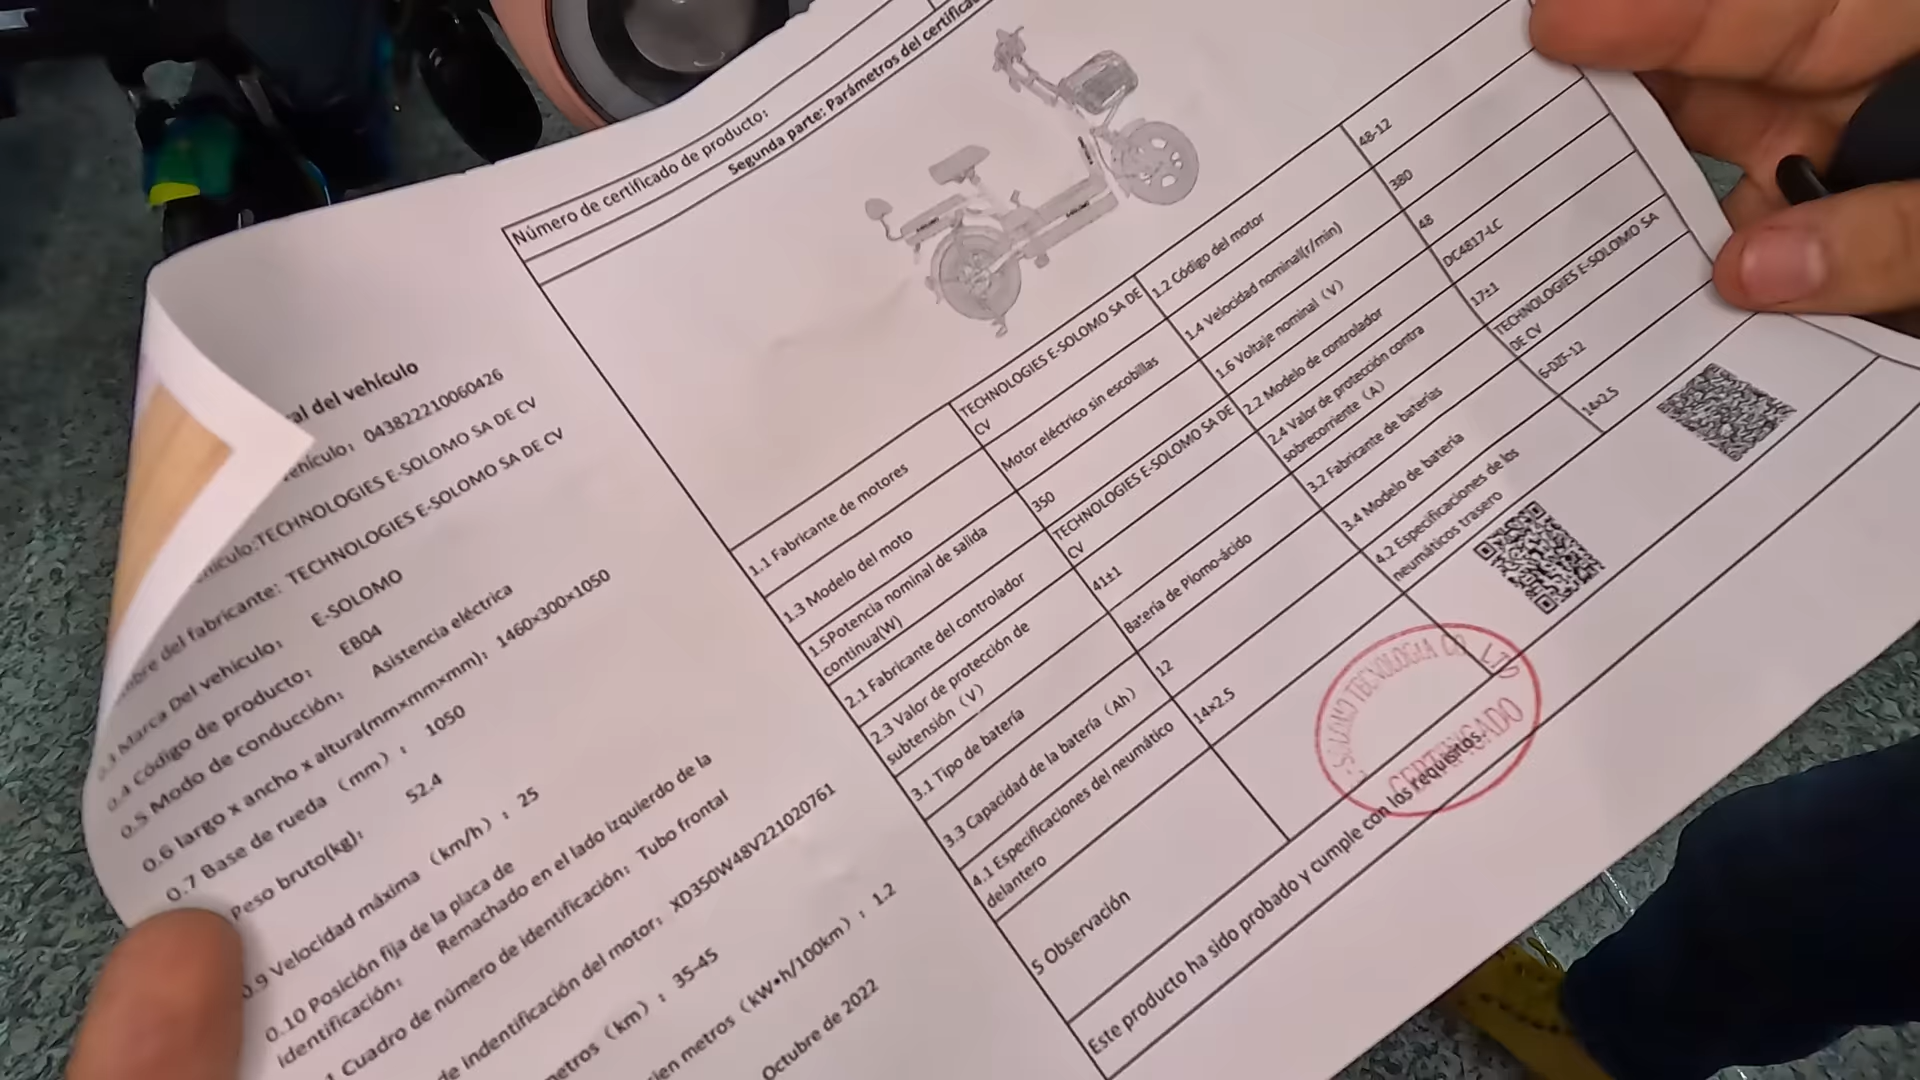 al del vehículo
ehículo: 043822210060426
ehículo:TECHNOLOGIES E-SOLOMO SA DE CV
mbre del fabricante: TECHNOLOGIES E-SOLOMO SA DE CV
0.3 Marca Del vehiculo: E-SOLOMO
0.4 Código de producto: EB04
0.5 Modo de conducción: Asistencia eléctrica
0.6 largo x ancho x altura(mm×mm×mm): 1460×300×1050
0.7 Base de rueda (mm): 1050
Peso bruto(kg): 52.4
0.9 Velocidad máxima (km/h): 25
0.10 Posición fija de la placa de
identificación: Remachado en el lado izquierdo de la
1 Cuadro de número de identificación: Tubo frontal
de indentificación del motor: XD350W48V221020761
metros (km): 35-45
ien metros (kW•h/100km): 1.2
Octubre de 2022
Número de certificado de producto:
Segunda parte: Parámetros del certifica
1.1 Fabricante de motores
TECHNOLOGIES E-SOLOMO SA DE
CV
1.2 Código del motor
48-12
1.3 Modelo del moto
Motor eléctrico sin escobillas
1.4 Velocidad nominal(r/min)
380
1.5Potencia nominal de salida
continua(W)
350
1.6 Voltaje nominal (V)
48
2.1 Fabricante del controlador
TECHNOLOGIES E-SOLOMO SA DE
CV
2.2 Modelo de controlador
DC4817-LC
2.3 Valor de protección de
subtensión (V)
41±1
2.4 Valor de protección contra
sobrecorriente (A)
17±1
3.1 Tipo de batería
Batería de Plomo-ácido
3.2 Fabricante de baterías
TECHNOLOGIES E-SOLOMO SA
DE CV
3.3 Capacidad de la batería (Ah)
12
3.4 Modelo de batería
6-DZF-12
4.1 Especificaciones del neumático
delantero
14×2.5
4.2 Especificaciones de los
neumáticos trasero
14×2.5
5 Observación
Este producto ha sido probado y cumple con los requisitos.
TECNOLOGIA CO LTD
CERTIFICADO